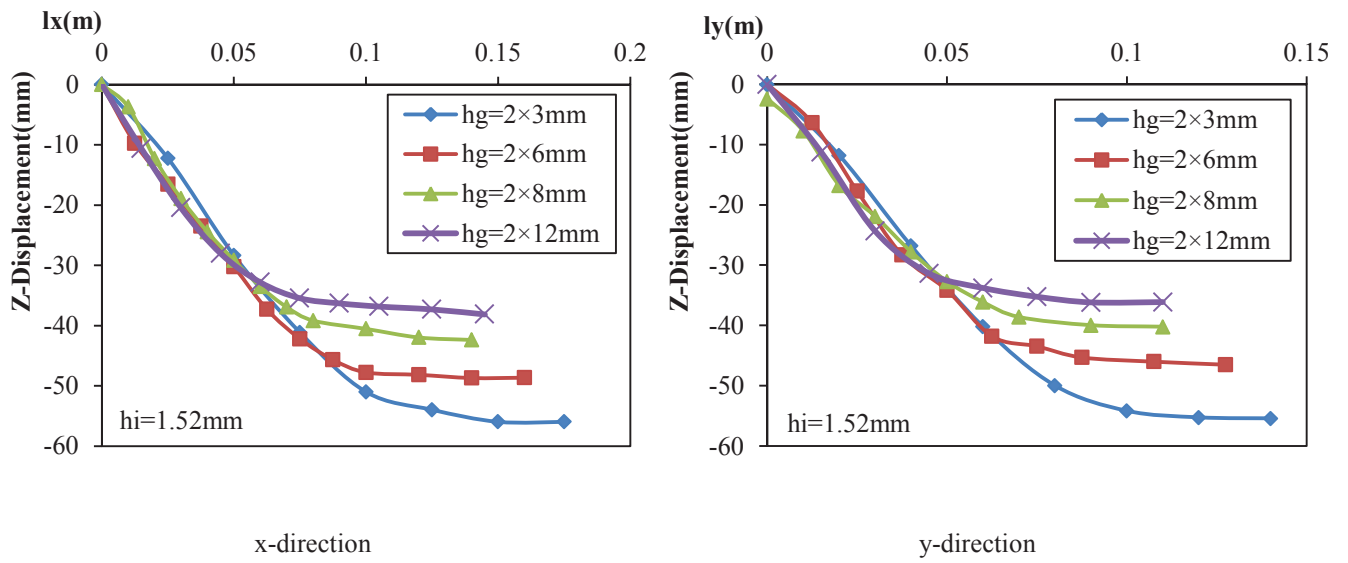 lx(m)
0 0.05 0.1 0.15 0.2
Z-Displacement(mm)
0
-10
-20
-30
-40
-50
-60
hg=2×3mm
hg=2×6mm
hg=2×8mm
hg=2×12mm
hi=1.52mm
x-direction
ly(m)
0 0.05 0.1 0.15
Z-Displacement(mm)
0
-10
-20
-30
-40
-50
-60
hg=2×3mm
hg=2×6mm
hg=2×8mm
hg=2×12mm
hi=1.52mm
y-direction